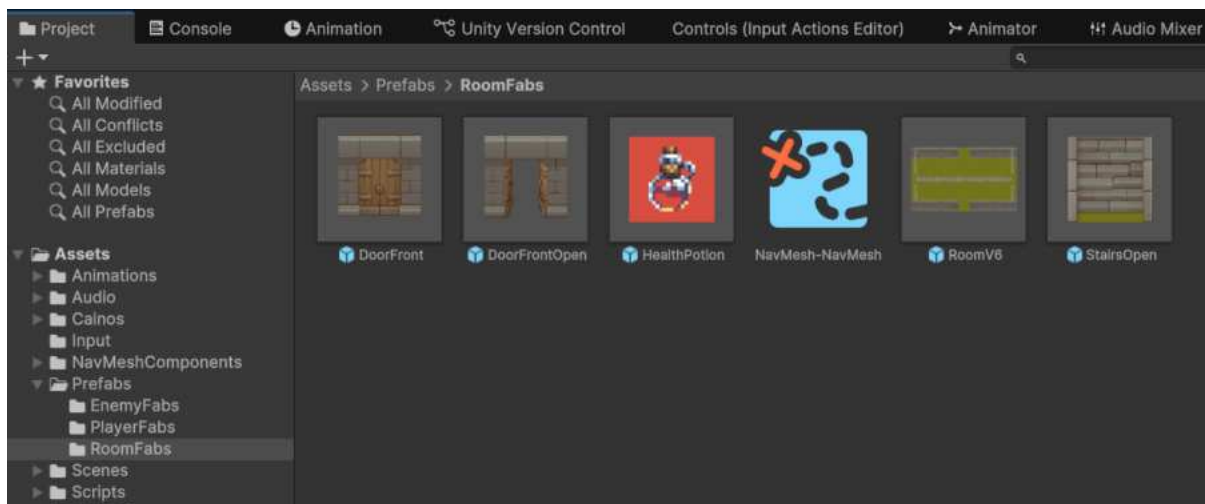 Project Console Animation Unity Version Control Controls (Input Actions Editor) Animator Audio Mixer
Favorites
All Modified
All Conflicts
All Excluded
All Materials
All Models
All Prefabs
Assets
Animations
Audio
Cainos
Input
NavMeshComponents
Prefabs
EnemyFabs
PlayerFabs
RoomFabs
Scenes
Scripts
Assets > Prefabs > RoomFabs
DoorFront DoorFrontOpen HealthPotion NavMesh-NavMesh RoomV6 StairsOpen